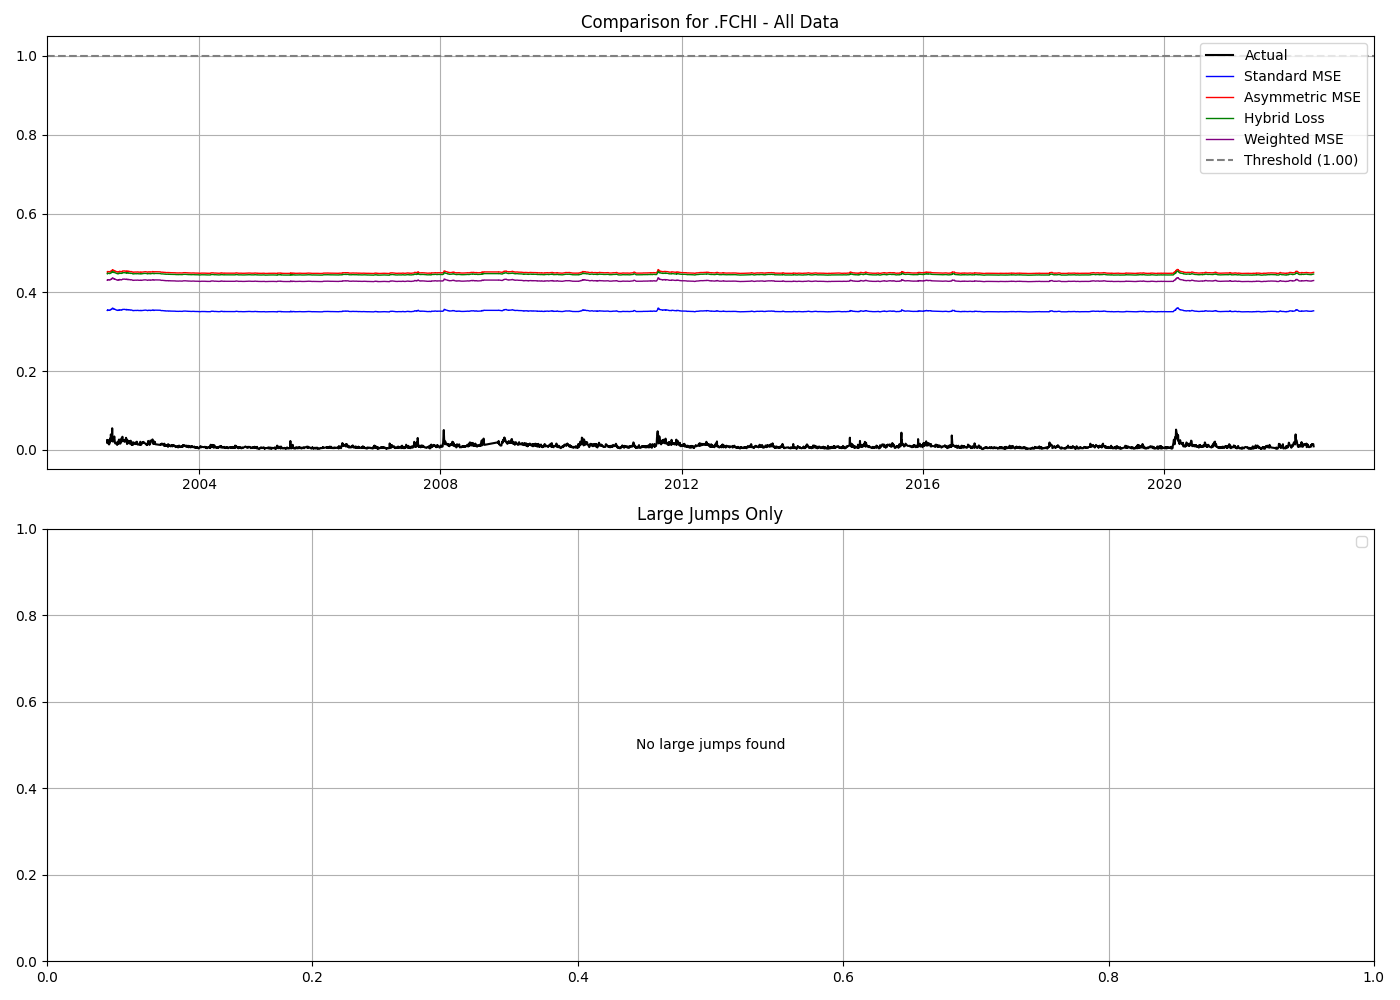 Comparison for .FCHI - All Data
1.0
0.8
0.6
0.4
0.2
0.0
Actual
Standard MSE
Asymmetric MSE
Hybrid Loss
Weighted MSE
Threshold (1.00)
2004 2008 2012 2016 2020
Large Jumps Only
1.0
0.8
0.6
No large jumps found
0.4
0.2
0.0
0.0 0.2 0.4 0.6 0.8 1.0